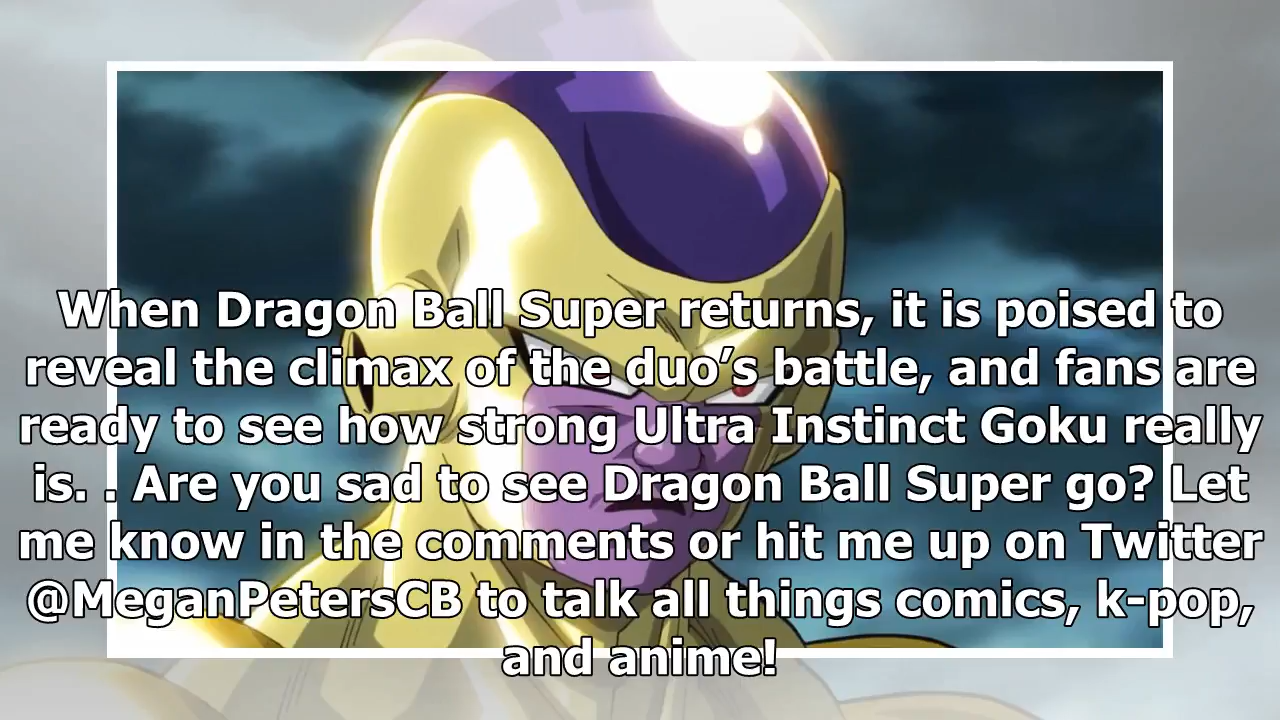 When Dragon Ball Super returns, it is poised to
reveal the climax of the duo’s battle, and fans are
ready to see how strong Ultra Instinct Goku really
is. . Are you sad to see Dragon Ball Super go? Let
me know in the comments or hit me up on Twitter
@MeganPetersCB to talk all things comics, k-pop,
and anime!